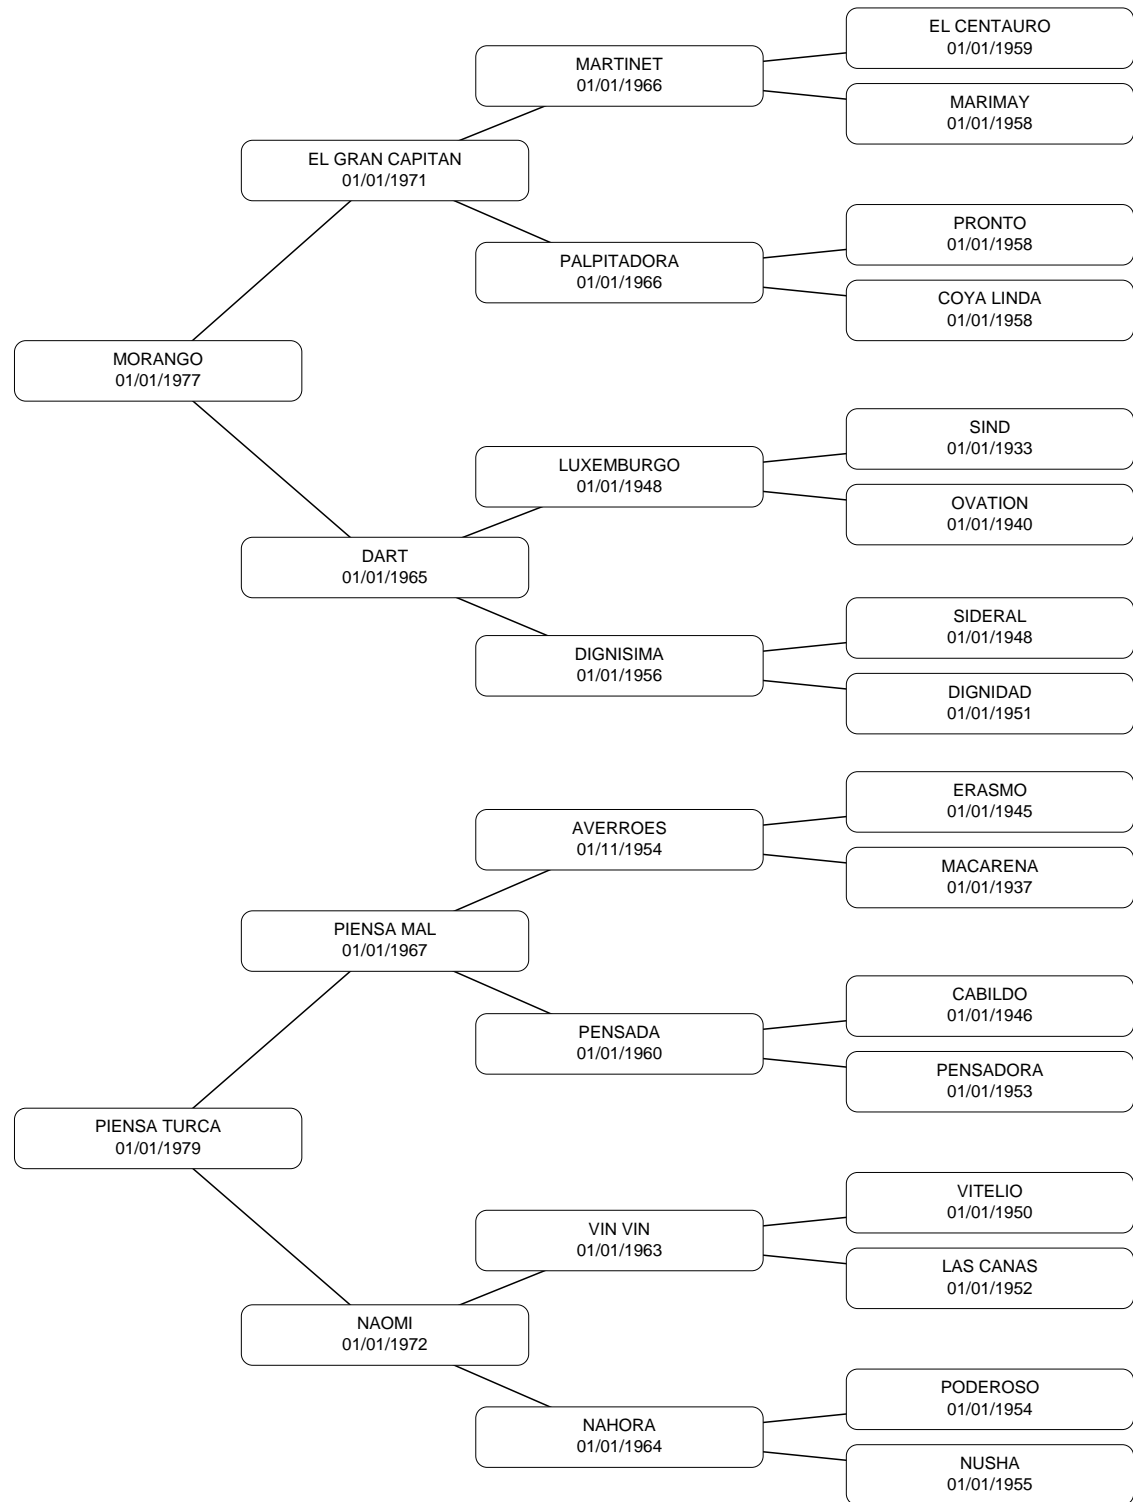 EL CENTAURO
01/01/1959
MARTINET
01/01/1966
MARIMAY
01/01/1958
EL GRAN CAPITAN
01/01/1971
PRONTO
01/01/1958
PALPITADORA
01/01/1966
COYA LINDA
01/01/1958
MORANGO
01/01/1977
SIND
01/01/1933
LUXEMBURGO
01/01/1948
OVATION
01/01/1940
DART
01/01/1965
SIDERAL
01/01/1948
DIGNISIMA
01/01/1956
DIGNIDAD
01/01/1951
ERASMO
01/01/1945
AVERROES
01/11/1954
MACARENA
01/01/1937
PIENSA MAL
01/01/1967
CABILDO
01/01/1946
PENSADA
01/01/1960
PENSADORA
01/01/1953
PIENSA TURCA
01/01/1979
VITELIO
01/01/1950
VIN VIN
01/01/1963
LAS CANAS
01/01/1952
NAOMI
01/01/1972
PODEROSO
01/01/1954
NAHORA
01/01/1964
NUSHA
01/01/1955